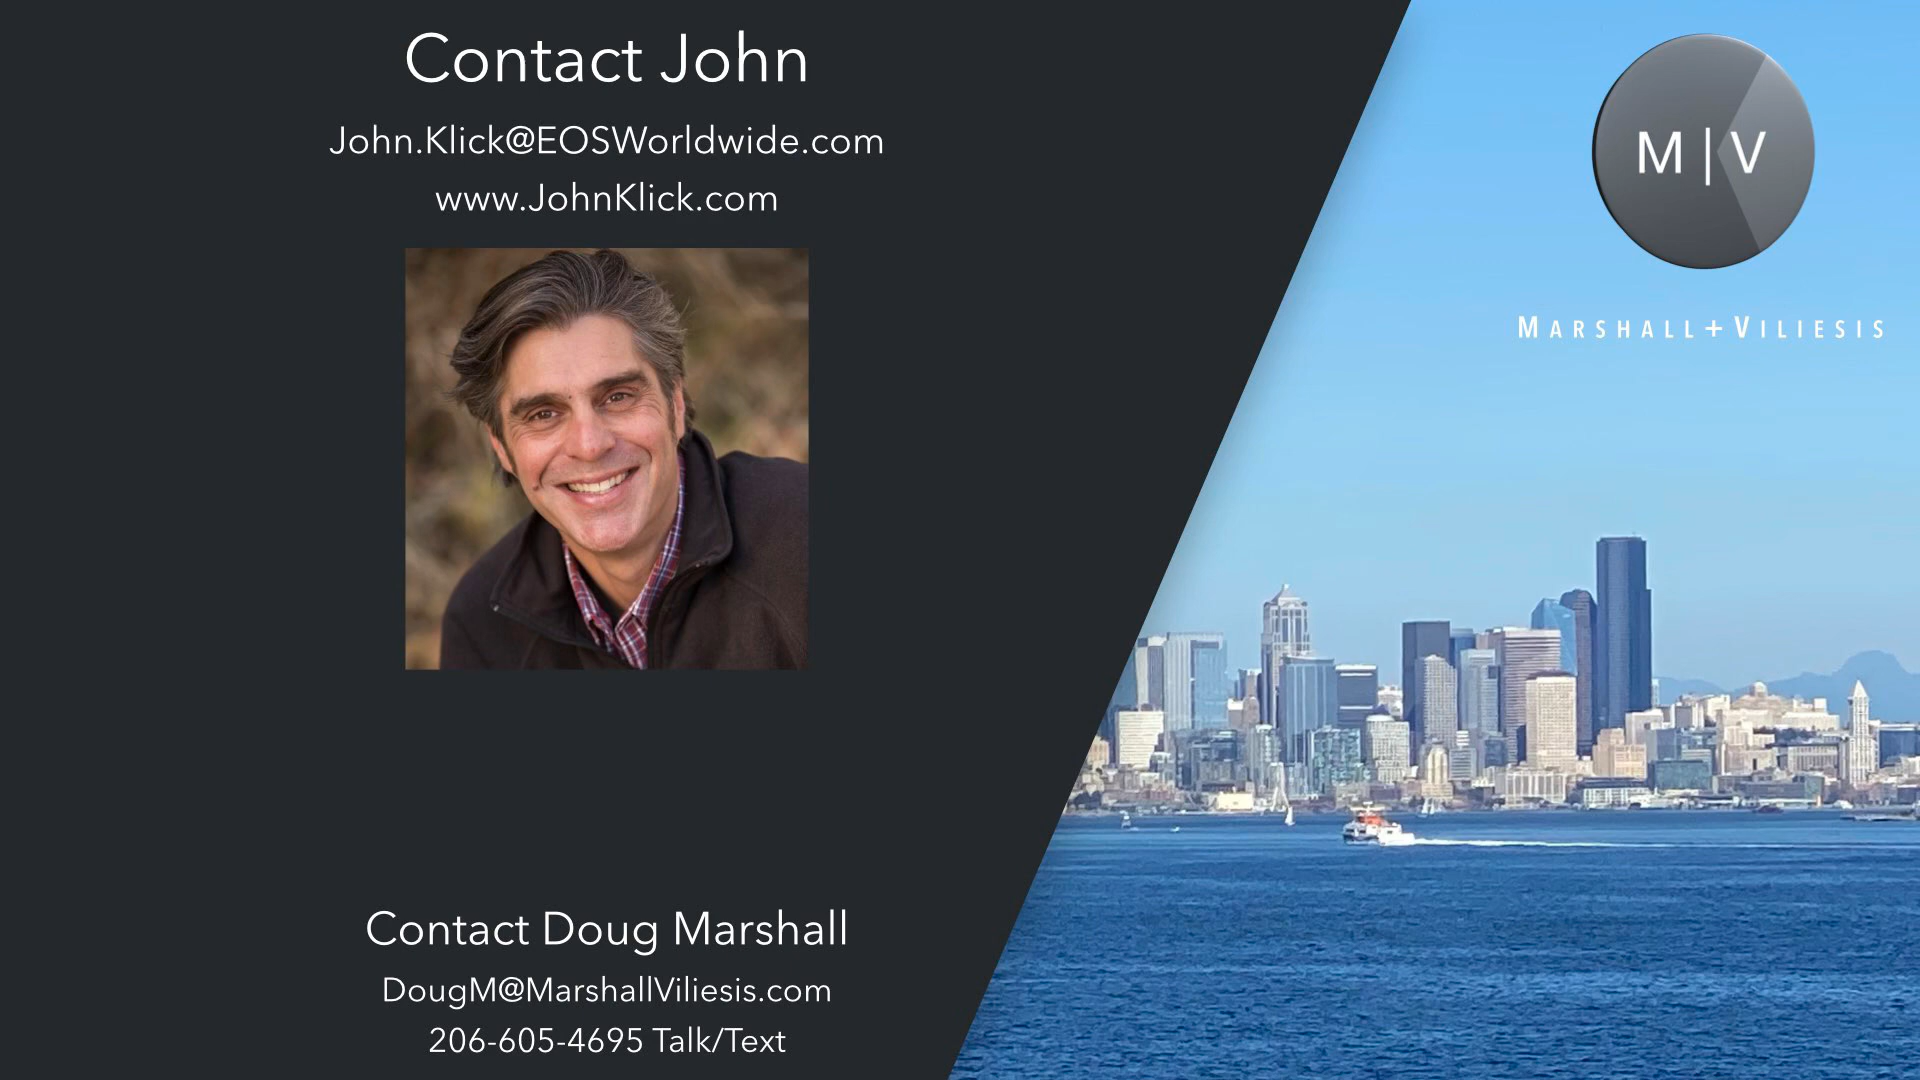 Contact John
John.Klick@EOSWorldwide.com
www.JohnKlick.com
M|V
MARSHALL+VILIESIS
Contact Doug Marshall
DougM@MarshallViliesis.com
206-605-4695 Talk/Text